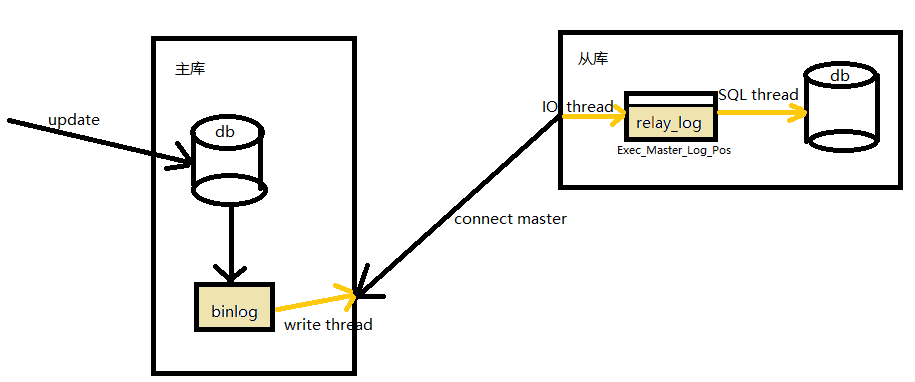 主库
update
db
binlog
write thread
connect master
从库
IO thread
relay_log
Exec_Master_Log_Pos
SQL thread
db